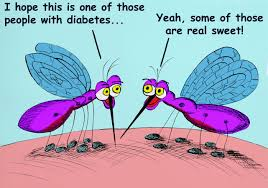 I hope this is one of those
people with diabetes...
Yeah, some of those
are real sweet!